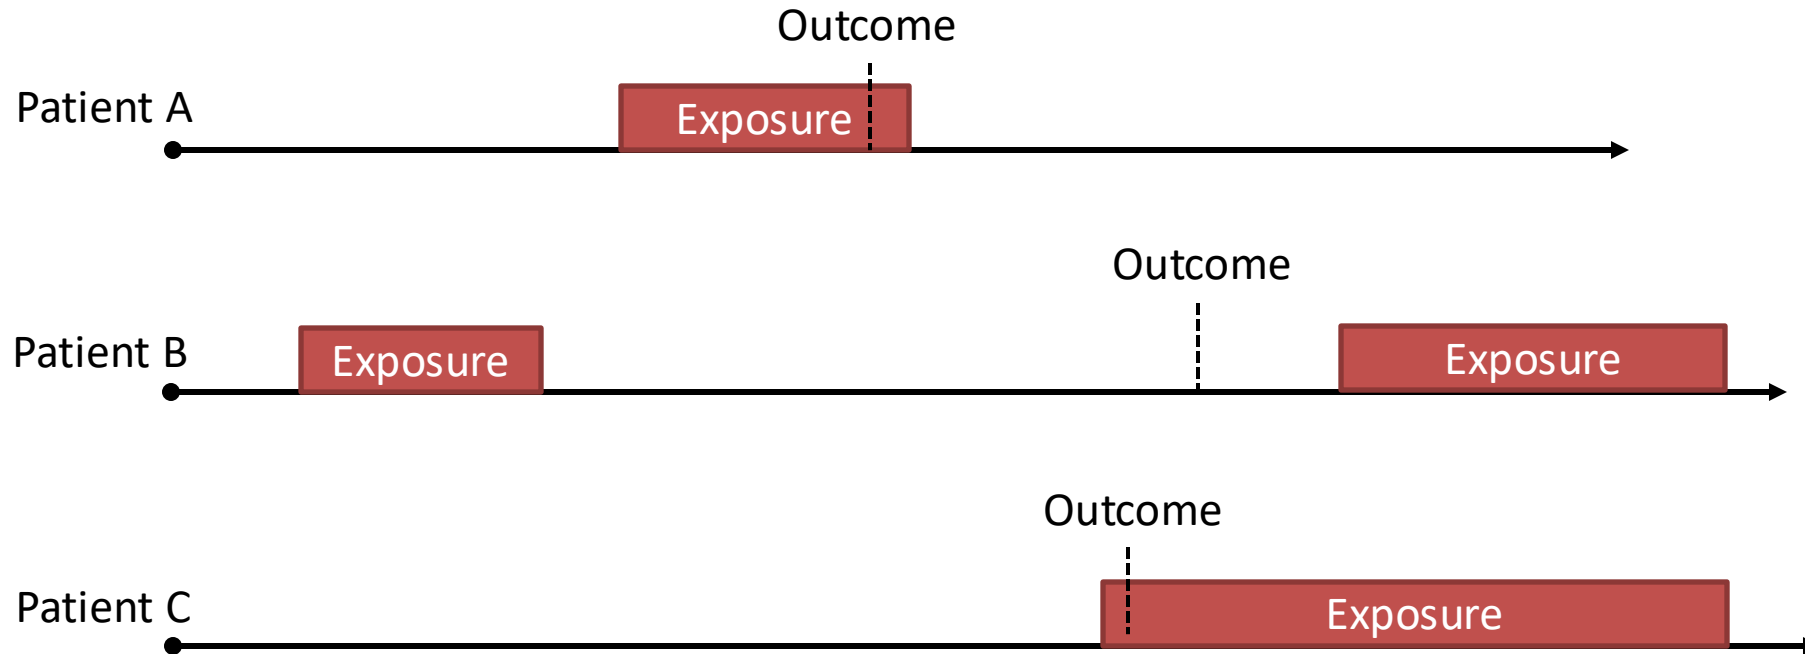 Outcome
Patient A
Exposure
Outcome
Patient B
Exposure
Exposure
Outcome
Patient C
Exposure